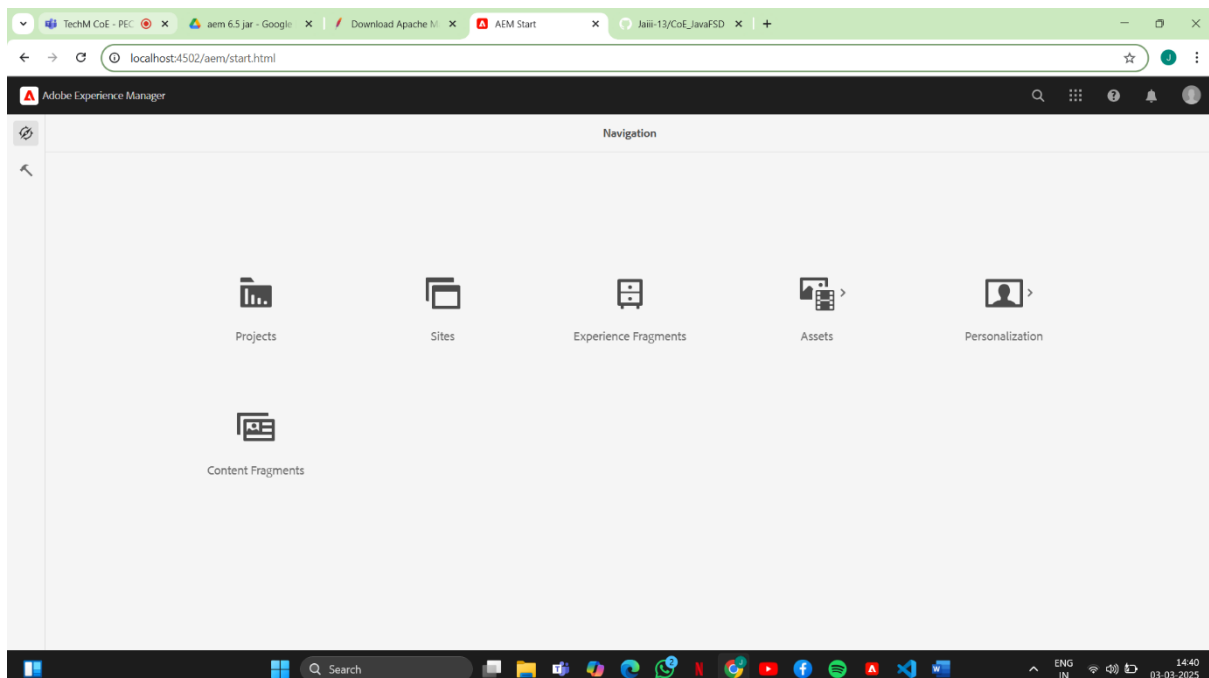 TechM CoE - PEC
aem 6.5 jar - Google
Download Apache M
AEM Start
Jaiii-13/CoE_JavaFSD
localhost:4502/aem/start.html
J
Adobe Experience Manager
Navigation
Projects
Sites
Experience Fragments
Assets
Personalization
Content Fragments
Search
ENG
IN
14:40
03-03-2025